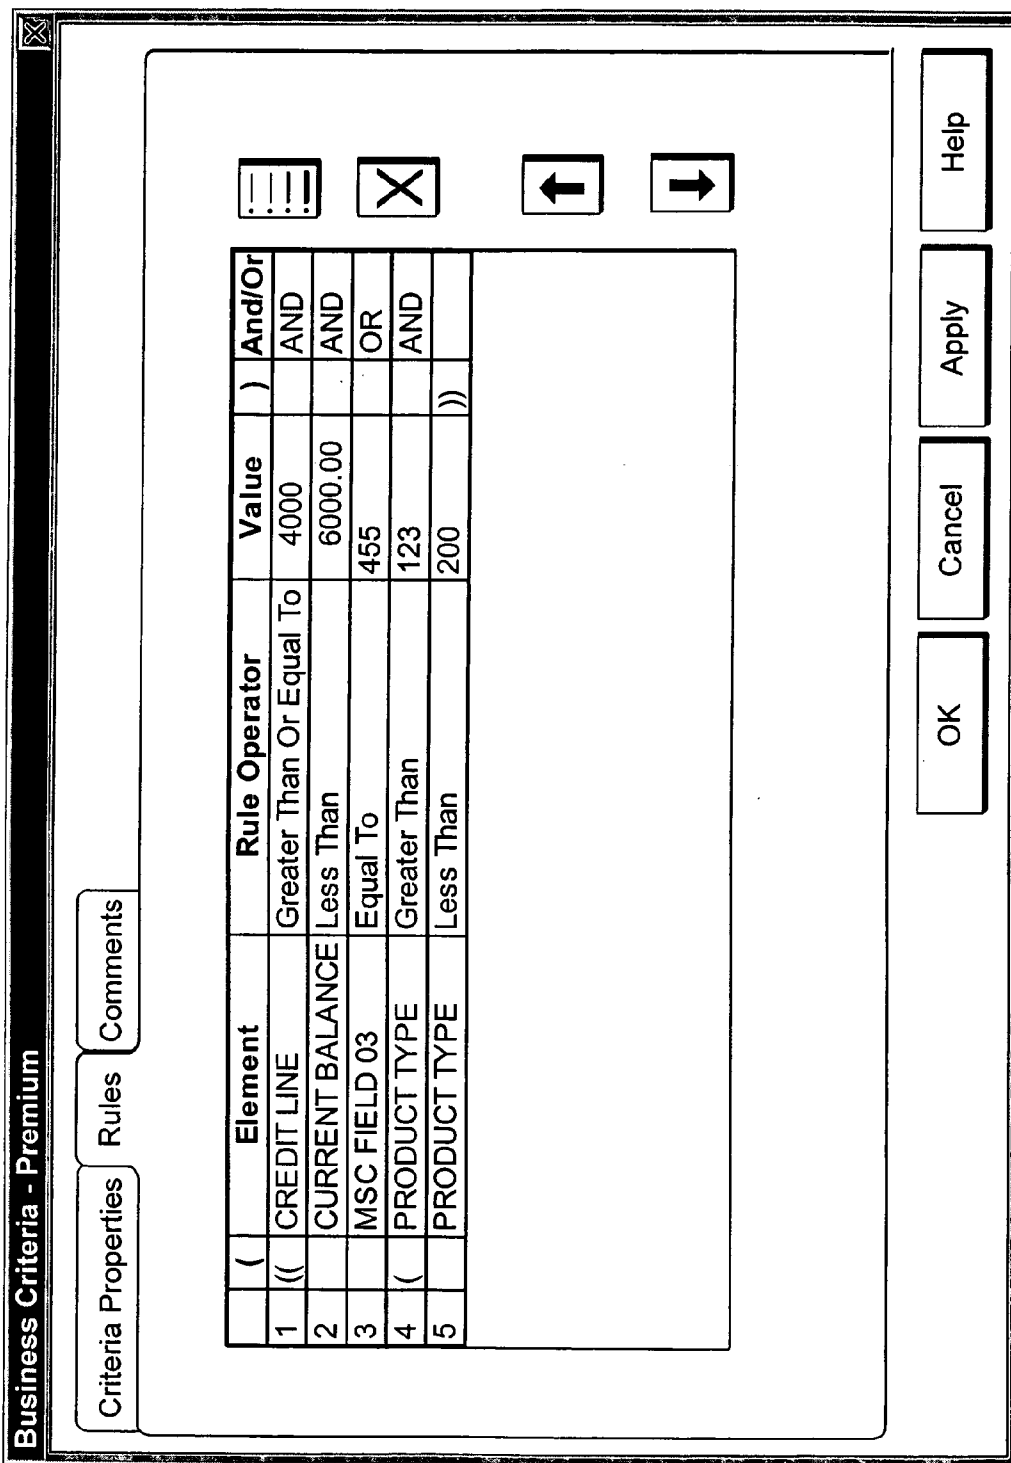 Business Criteria - Premium
Criteria Properties Rules Comments
( Element Rule Operator Value ) And/Or
1 (( CREDIT LINE Greater Than Or Equal To 4000 AND
2 CURRENT BALANCE Less Than 6000.00 AND
3 MSC FIELD 03 Equal To 455 OR
4 ( PRODUCT TYPE Greater Than 123 AND
5 PRODUCT TYPE Less Than 200 ))
OK Cancel Apply Help